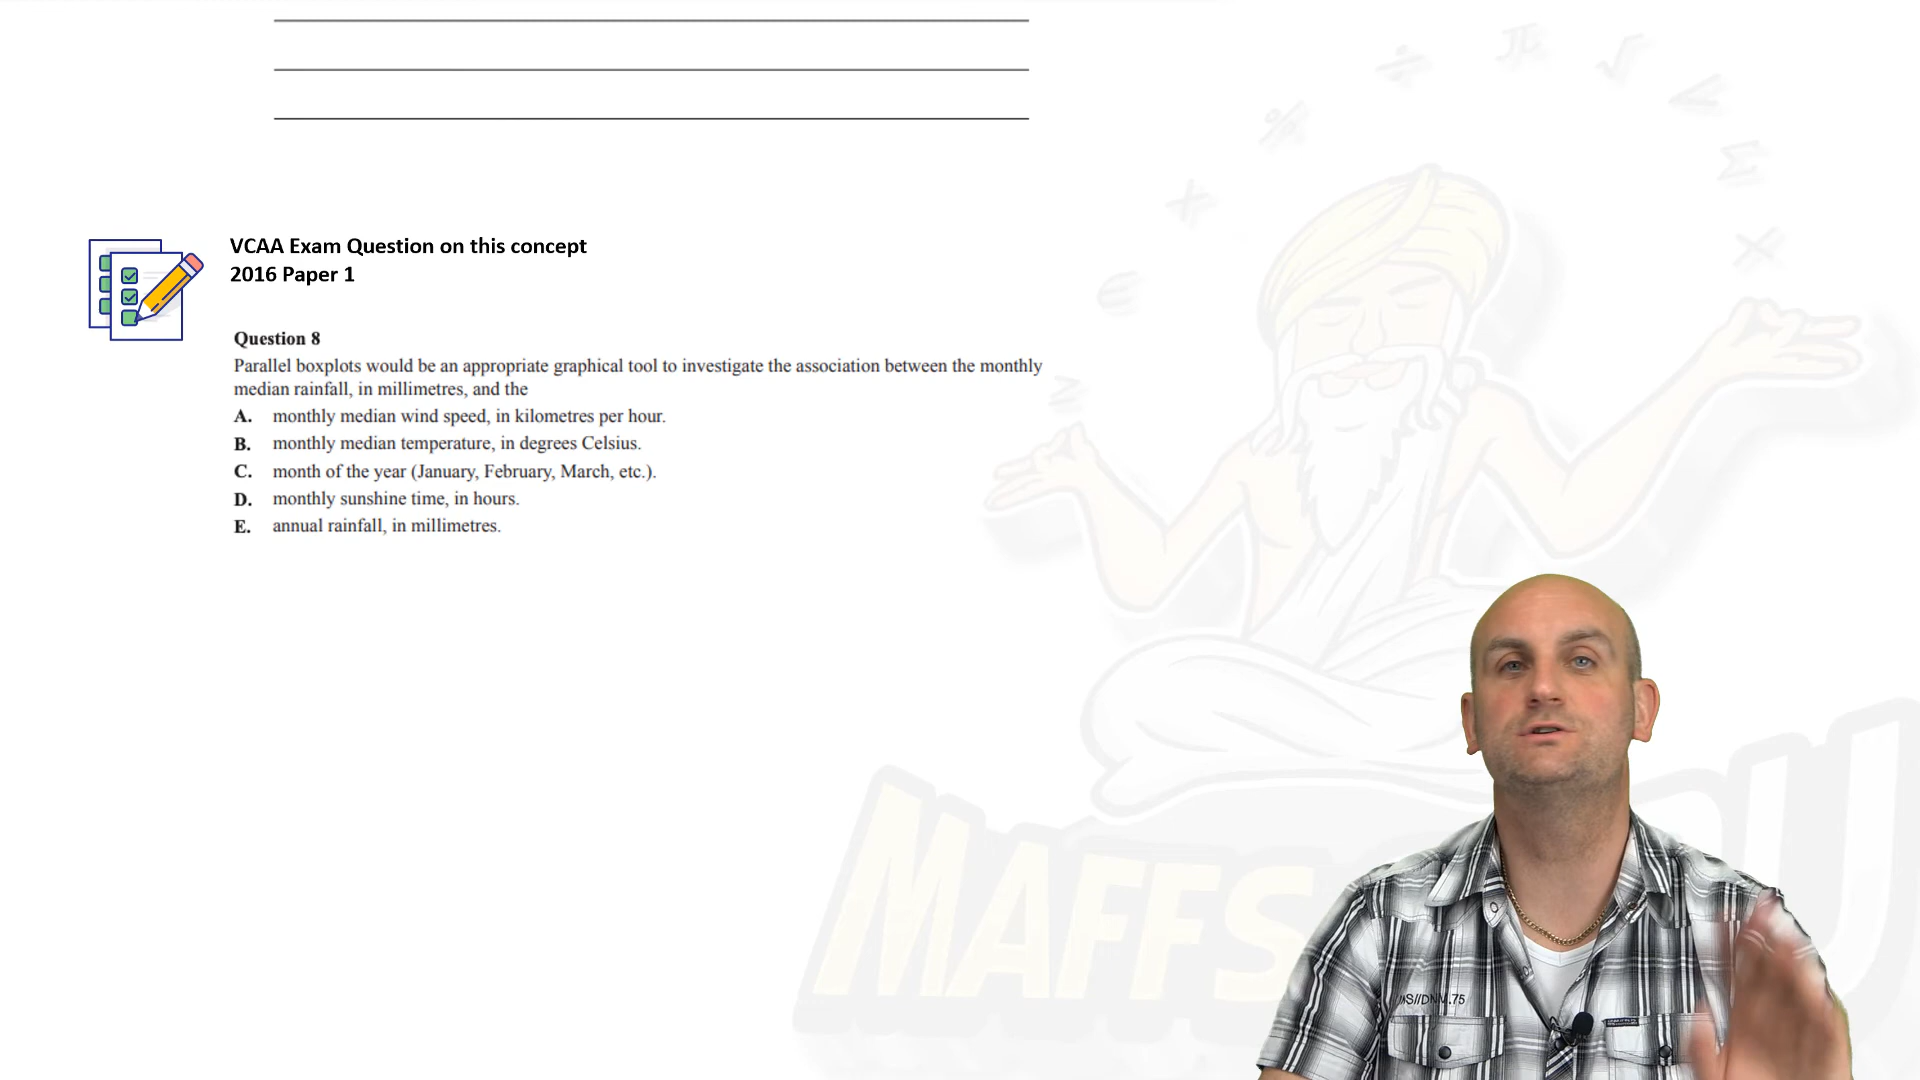 VCAA Exam Question on this concept
2016 Paper 1
Question 8
Parallel boxplots would be an appropriate graphical tool to investigate the association between the monthly
median rainfall, in millimetres, and the
A. monthly median wind speed, in kilometres per hour.
B. monthly median temperature, in degrees Celsius.
C. month of the year (January, February, March, etc.).
D. monthly sunshine time, in hours.
E. annual rainfall, in millimetres.
MAFFS